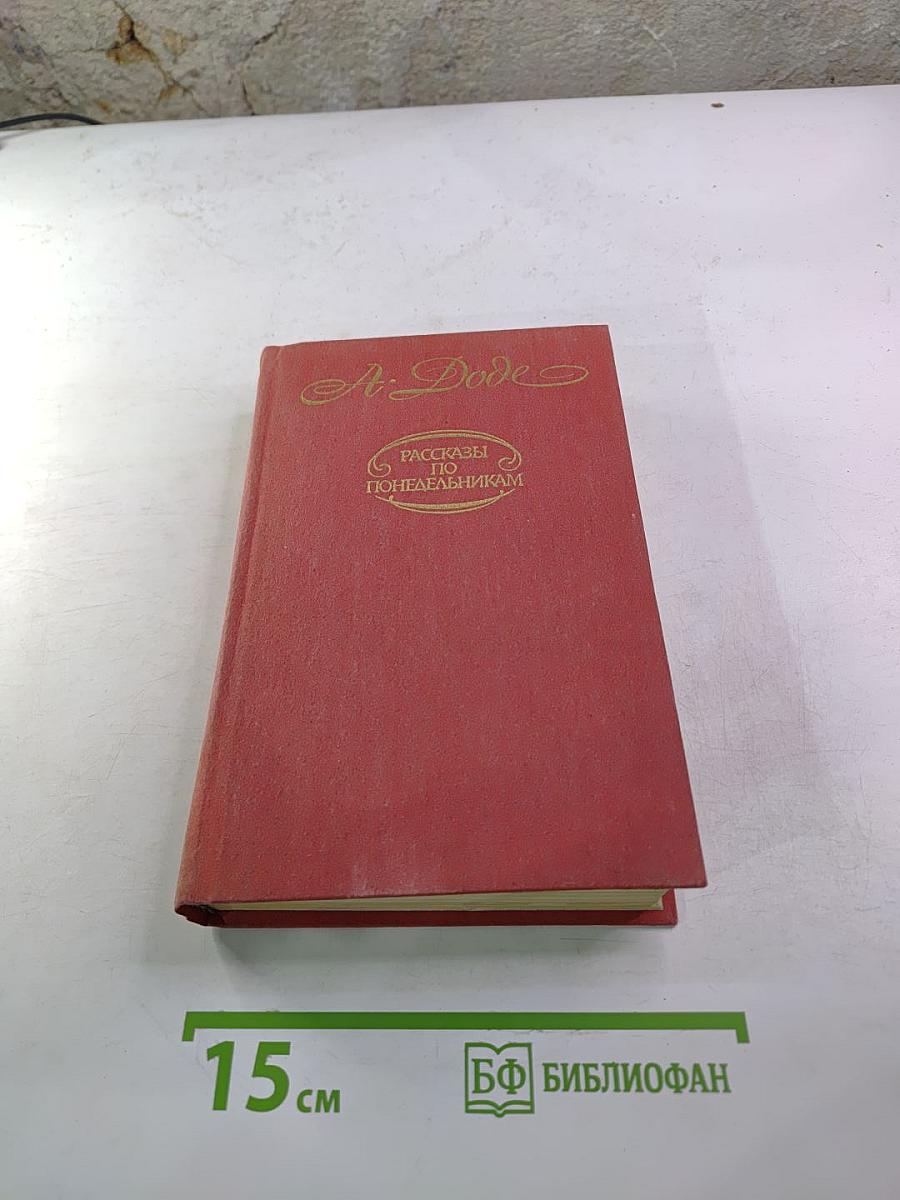 А. Доде
РАССКАЗЫ
ПО
ПОНЕДЕЛЬНИКАМ
15 см
БФ БИБЛИОФАН